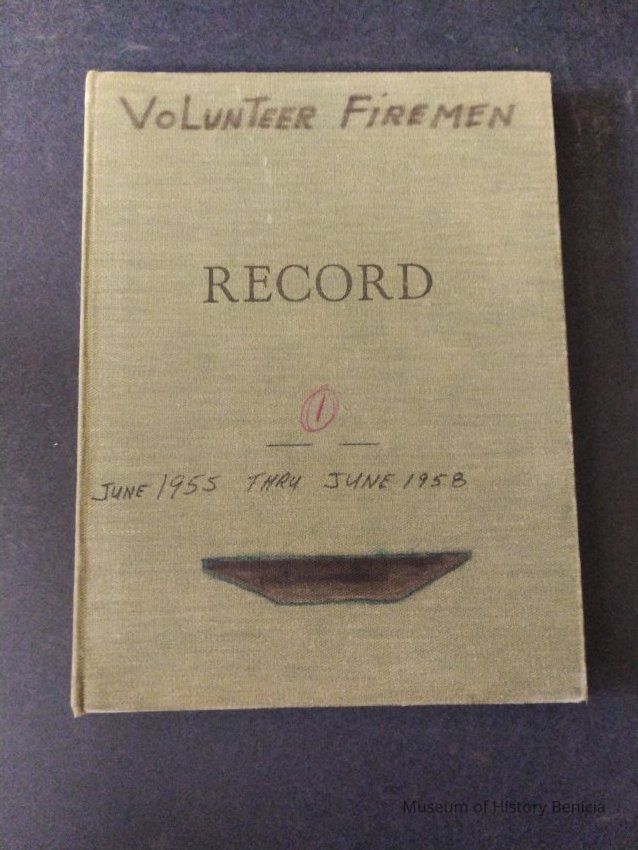 VOLUNTEER FIREMEN
RECORD
1
JUNE 1955 THRU JUNE 1958
Museum of History Benicia